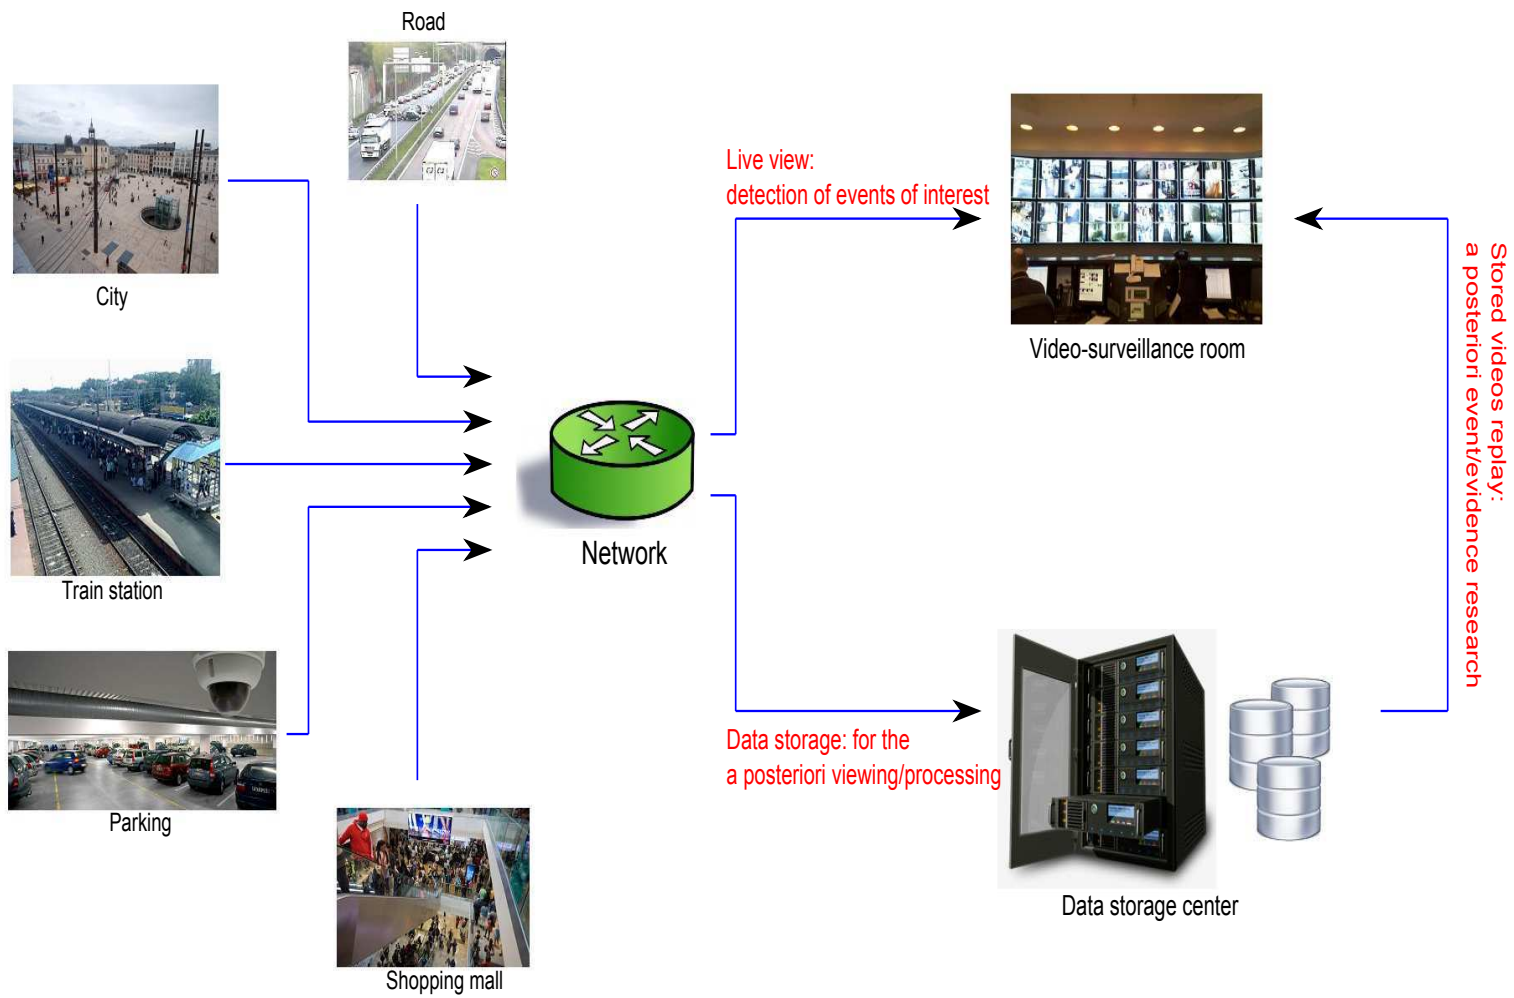 Road
City
Train station
Parking
Shopping mall
Network
Live view:
detection of events of interest
Video-surveillance room
Data storage: for the
a posteriori viewing/processing
Data storage center
Stored videos replay:
a posteriori event/evidence research